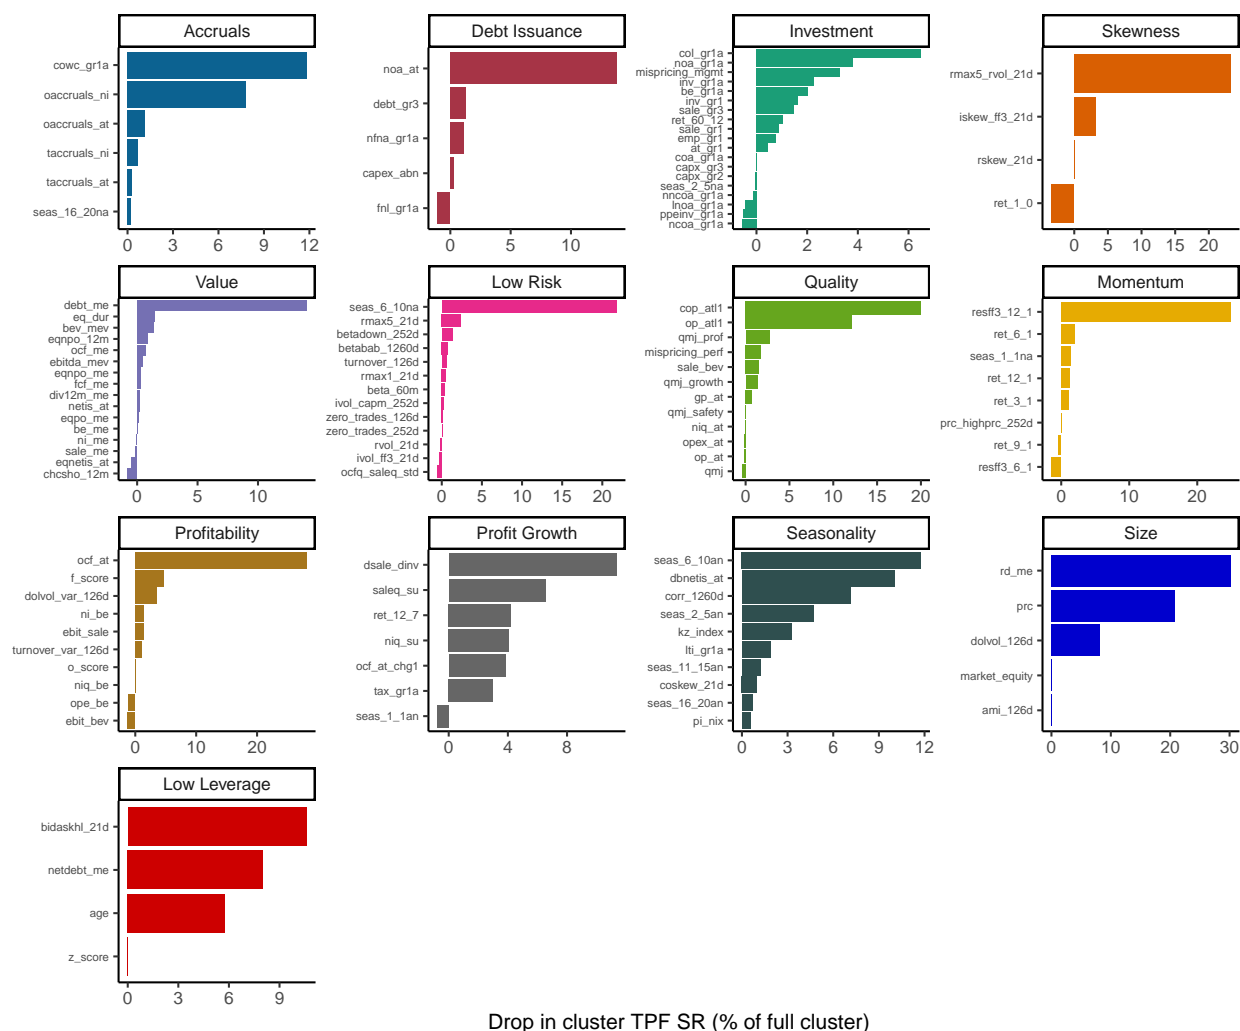 Accruals
cowc_gr1a
oaccruals_ni
oaccruals_at
taccruals_ni
taccruals_at
seas_16_20na
0 3 6 9 12
Debt Issuance
noa_at
debt_gr3
nfna_gr1a
capex_abn
fnl_gr1a
0 5 10
Investment
col_gr1a
noa_gr1a
mispricing_mgmt
inv_gr1a
be_gr1a
inv_gr1
sale_gr3
ret_60_12
sale_gr1
emp_gr1
at_gr1
coa_gr1a
capx_gr3
capx_gr2
seas_2_5na
nncoa_gr1a
lnoa_gr1a
ppeinv_gr1a
ncoa_gr1a
0 2 4 6
Skewness
rmax5_rvol_21d
iskew_ff3_21d
rskew_21d
ret_1_0
0 5 10 15 20
Value
debt_me
eq_dur
bev_mev
eqnpo_12m
ocf_me
ebitda_mev
eqnpo_me
fcf_me
div12m_me
netis_at
eqpo_me
be_me
ni_me
sale_me
eqnetis_at
chcsho_12m
0 5 10
Low Risk
seas_6_10na
rmax5_21d
betadown_252d
betabab_1260d
turnover_126d
rmax1_21d
beta_60m
ivol_capm_252d
zero_trades_126d
zero_trades_252d
rvol_21d
ivol_ff3_21d
ocfq_saleq_std
0 5 10 15 20
Quality
cop_atl1
op_atl1
qmj_prof
mispricing_perf
sale_bev
qmj_growth
gp_at
qmj_safety
niq_at
opex_at
op_at
qmj
0 5 10 15 20
Momentum
resff3_12_1
ret_6_1
seas_1_1na
ret_12_1
ret_3_1
prc_highprc_252d
ret_9_1
resff3_6_1
0 10 20
Profitability
ocf_at
f_score
dolvol_var_126d
ni_be
ebit_sale
turnover_var_126d
o_score
niq_be
ope_be
ebit_bev
0 10 20
Profit Growth
dsale_dinv
saleq_su
ret_12_7
niq_su
ocf_at_chg1
tax_gr1a
seas_1_1an
0 4 8
Seasonality
seas_6_10an
dbnetis_at
corr_1260d
seas_2_5an
kz_index
lti_gr1a
seas_11_15an
coskew_21d
seas_16_20an
pi_nix
0 3 6 9 12
Size
rd_me
prc
dolvol_126d
market_equity
ami_126d
0 10 20 30
Low Leverage
bidaskhl_21d
netdebt_me
age
z_score
0 3 6 9
Drop in cluster TPF SR (% of full cluster)